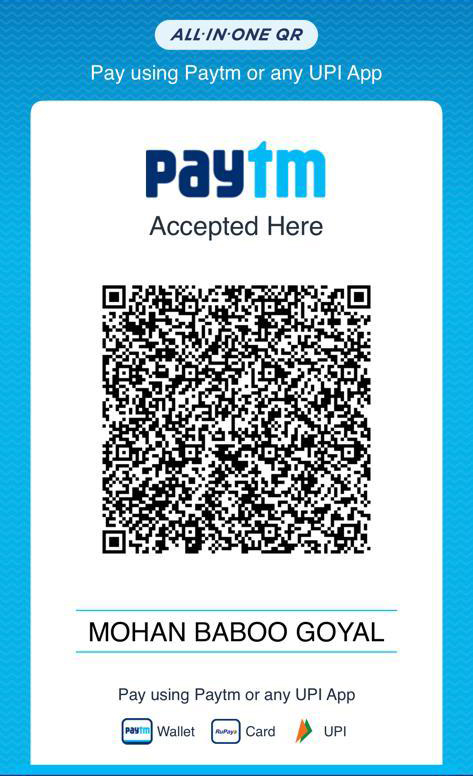 ALL·IN·ONE QR
Pay using Paytm or any UPI App
paytm
Accepted Here
MOHAN BABOO GOYAL
Pay using Paytm or any UPI App
paytm Wallet RuPay Card UPI